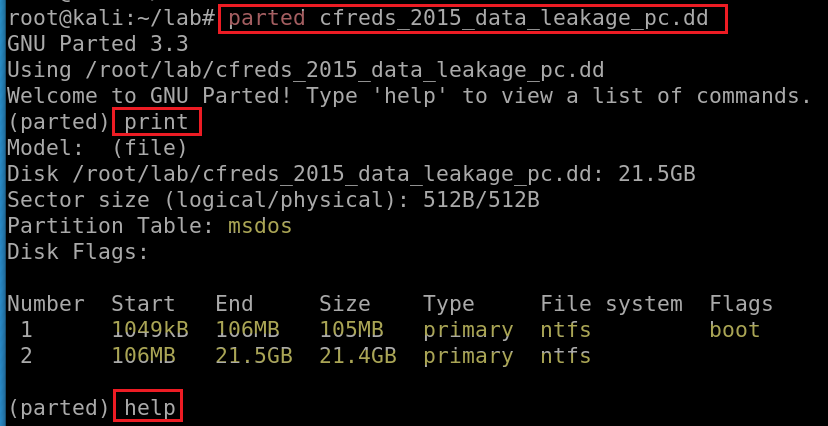 root@kali:~/lab# parted cfreds_2015_data_leakage_pc.dd
GNU Parted 3.3
Using /root/lab/cfreds_2015_data_leakage_pc.dd
Welcome to GNU Parted! Type 'help' to view a list of commands.
(parted) print
Model:  (file)
Disk /root/lab/cfreds_2015_data_leakage_pc.dd: 21.5GB
Sector size (logical/physical): 512B/512B
Partition Table: msdos
Disk Flags:

Number  Start   End     Size    Type     File system  Flags
 1      1049kB  106MB   105MB   primary  ntfs         boot
 2      106MB   21.5GB  21.4GB  primary  ntfs

(parted) help